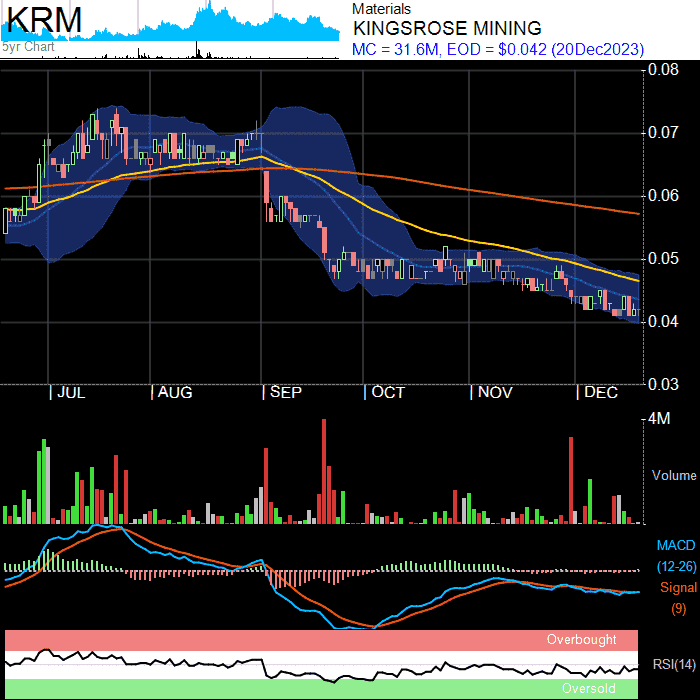 KRM
5yr Chart
Materials
KINGSROSE MINING
MC = 31.6M, EOD = $0.042 (20Dec2023)
0.08
0.07
0.06
0.05
0.04
0.03
JUL AUG SEP OCT NOV DEC
4M
Volume
MACD
(12-26)
Signal
(9)
Overbought
RSI(14)
Oversold